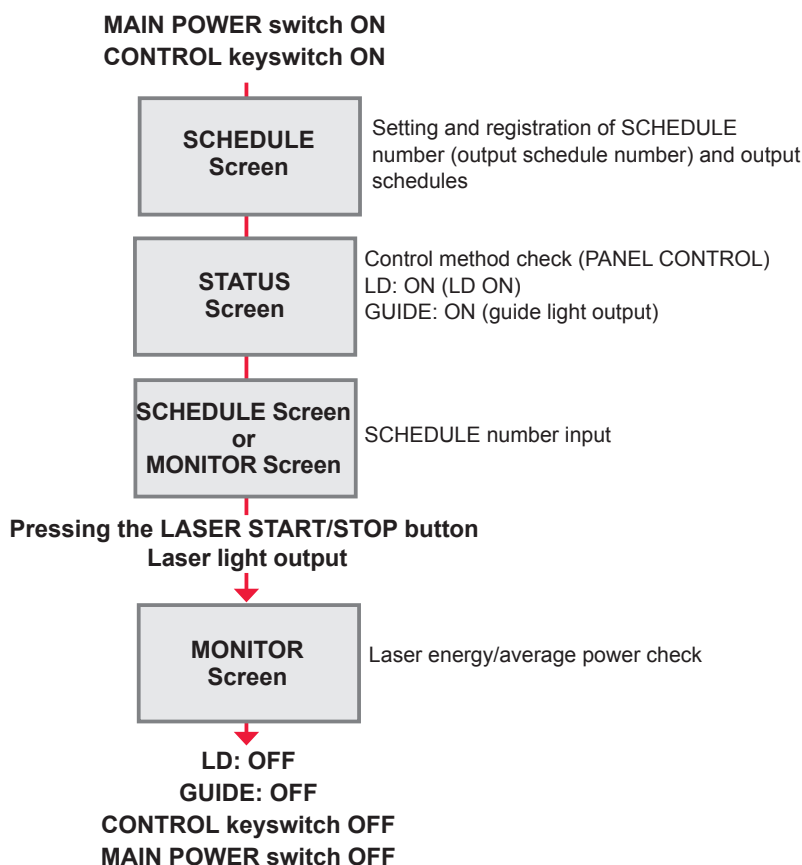 MAIN POWER switch ON
CONTROL keyswitch ON
SCHEDULE
Screen
Setting and registration of SCHEDULE
number (output schedule number) and output
schedules
STATUS
Screen
Control method check (PANEL CONTROL)
LD: ON (LD ON)
GUIDE: ON (guide light output)
SCHEDULE Screen
or
MONITOR Screen
SCHEDULE number input
Pressing the LASER START/STOP button
Laser light output
MONITOR
Screen
Laser energy/average power check
LD: OFF
GUIDE: OFF
CONTROL keyswitch OFF
MAIN POWER switch OFF